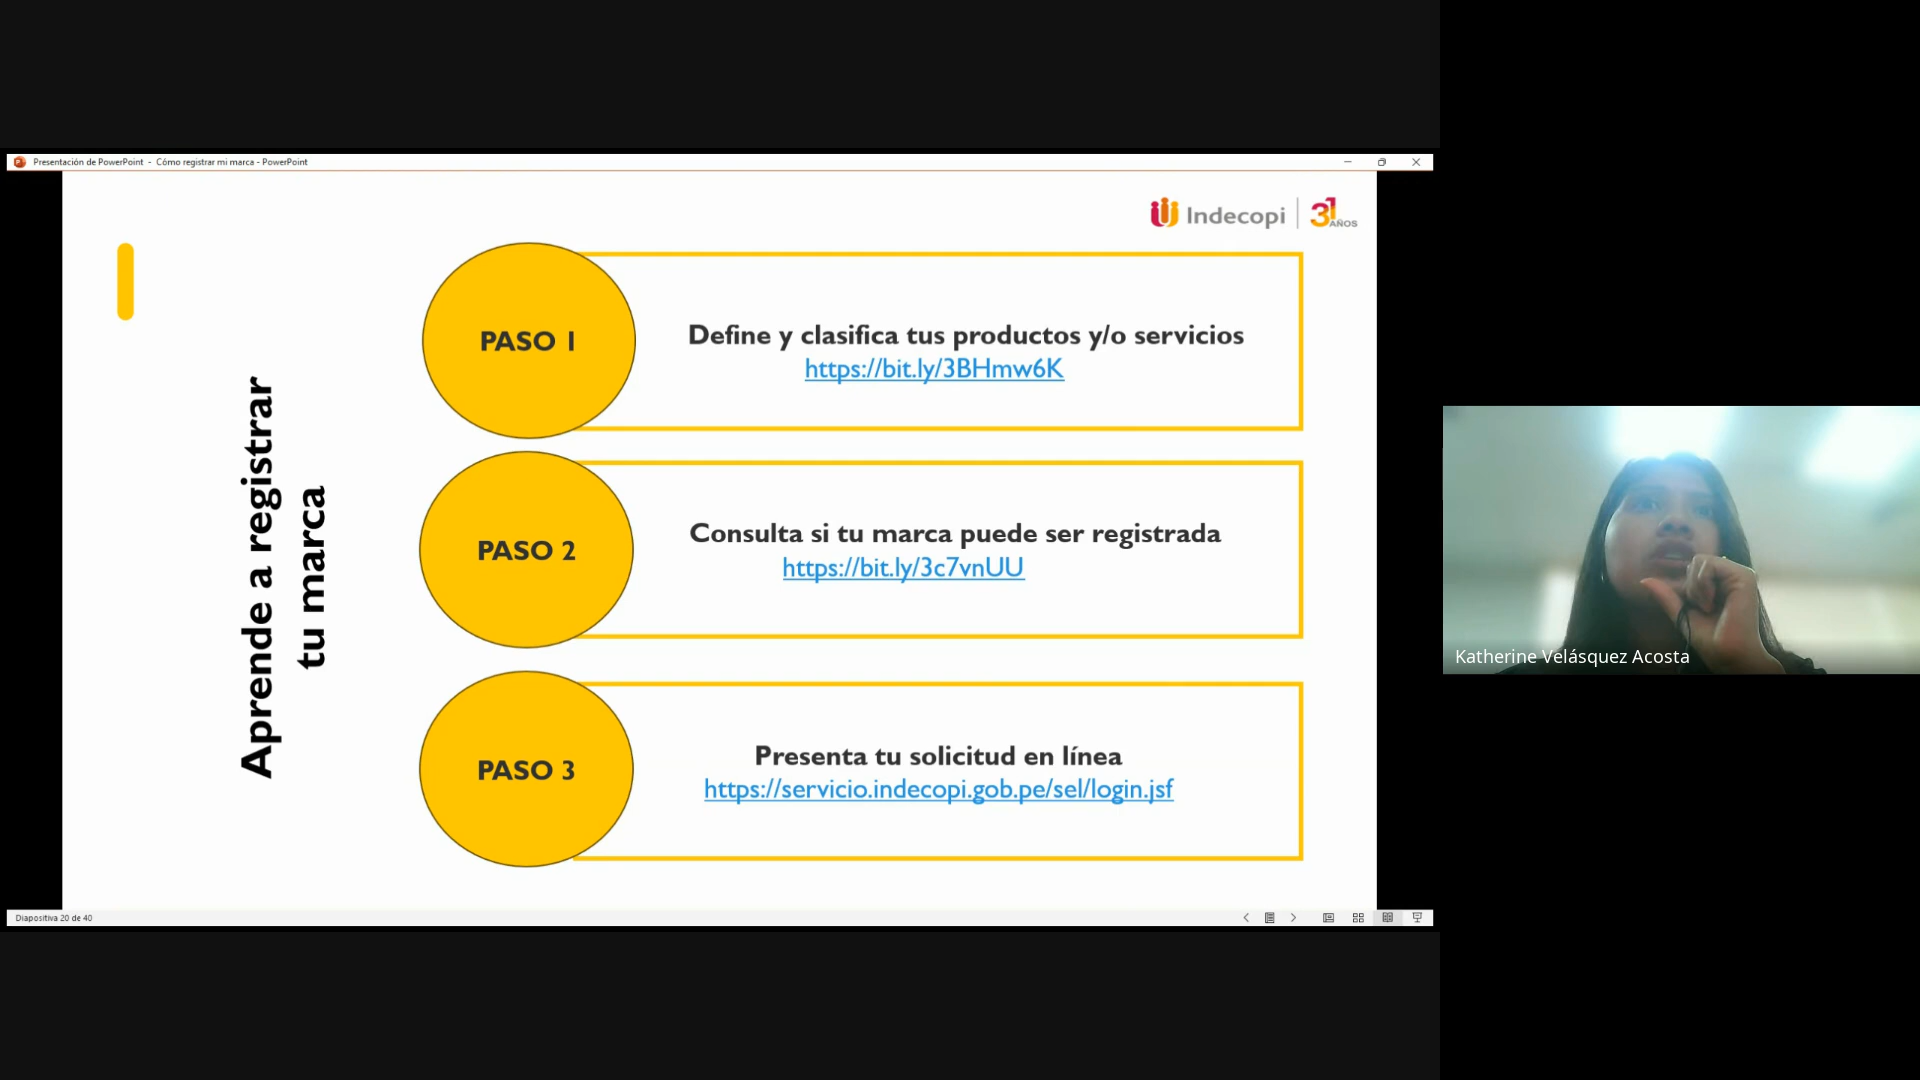 Presentación de PowerPoint - Cómo registrar mi marca - PowerPoint
Indecopi
31
AÑOS
Aprende a registrar
tu marca
PASO 1
Define y clasifica tus productos y/o servicios
https://bit.ly/3BHmw6K
PASO 2
Consulta si tu marca puede ser registrada
https://bit.ly/3c7vnUU
PASO 3
Presenta tu solicitud en línea
https://servicio.indecopi.gob.pe/sel/login.jsf
Katherine Velásquez Acosta
Diapositiva 20 de 40